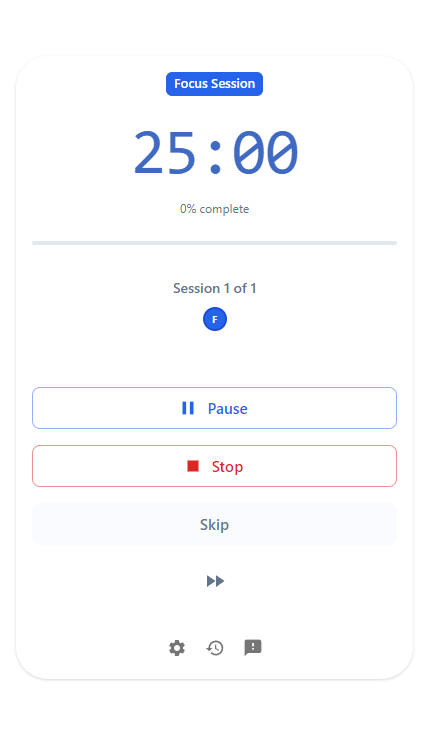 Focus Session
25:00
0% complete
Session 1 of 1
F
Pause
Stop
Skip